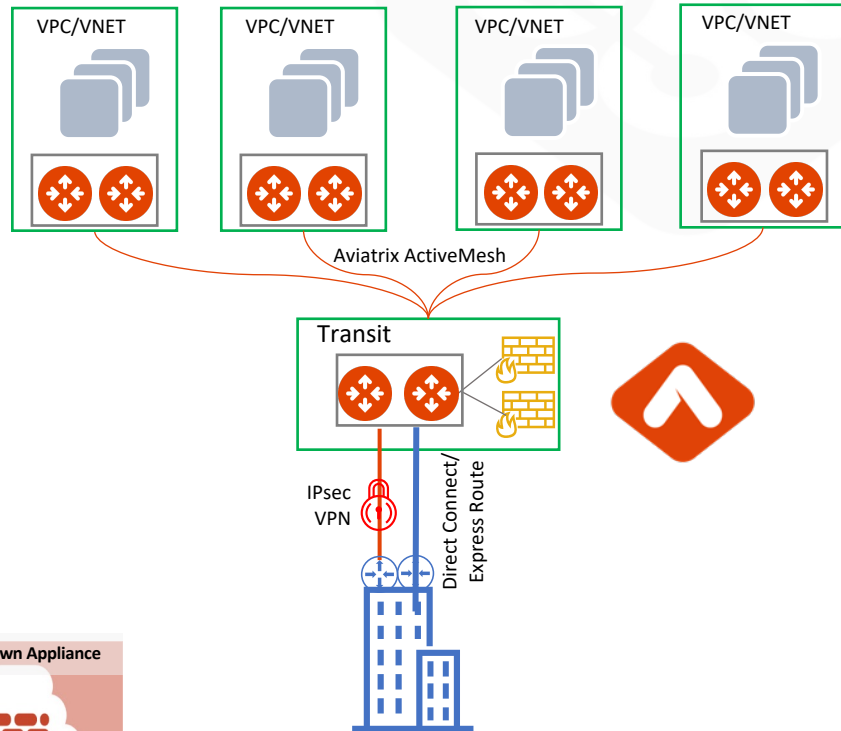 VPC/VNET
VPC/VNET
VPC/VNET
VPC/VNET
Aviatrix ActiveMesh
Transit
IPsec
VPN
Direct Connect/
Express Route
wn Appliance